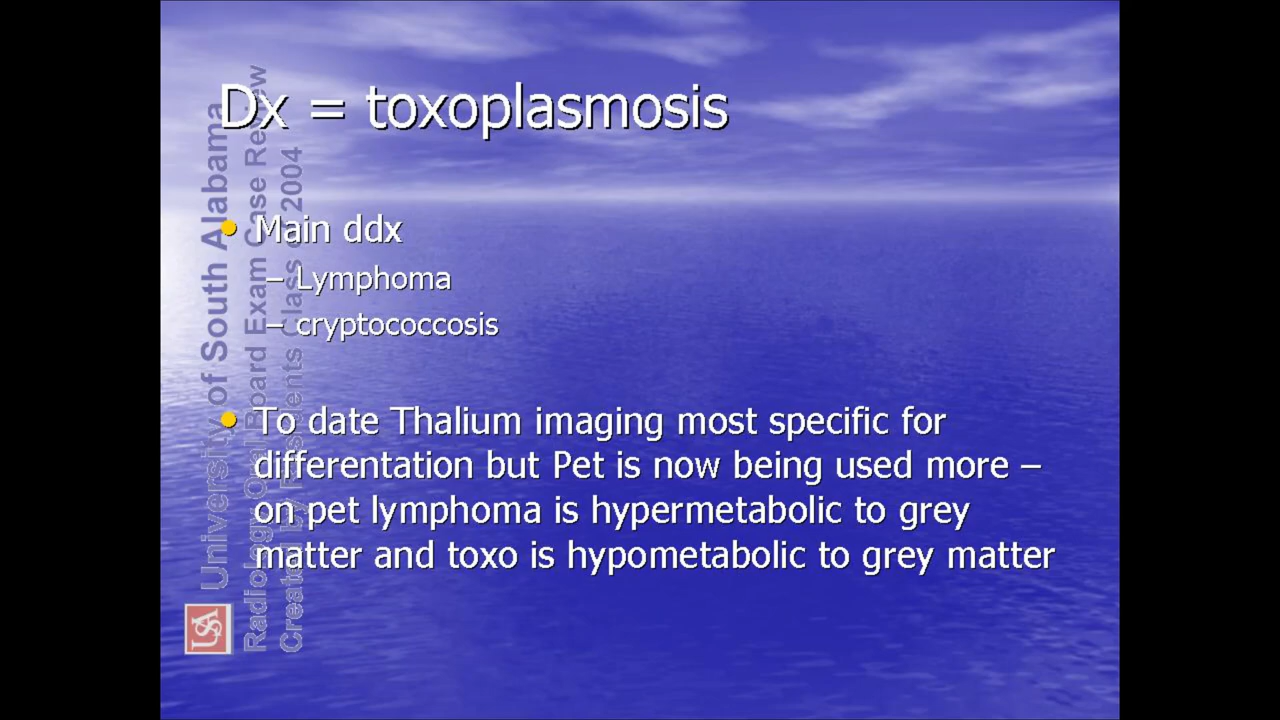 Dx = toxoplasmosis
• Main ddx
– Lymphoma
– cryptococcosis
• To date Thalium imaging most specific for
differentation but Pet is now being used more –
on pet lymphoma is hypermetabolic to grey
matter and toxo is hypometabolic to grey matter
University of South Alabama
Radiology Oral Board Exam Case Review
Created by Residents Class of 2004
USA